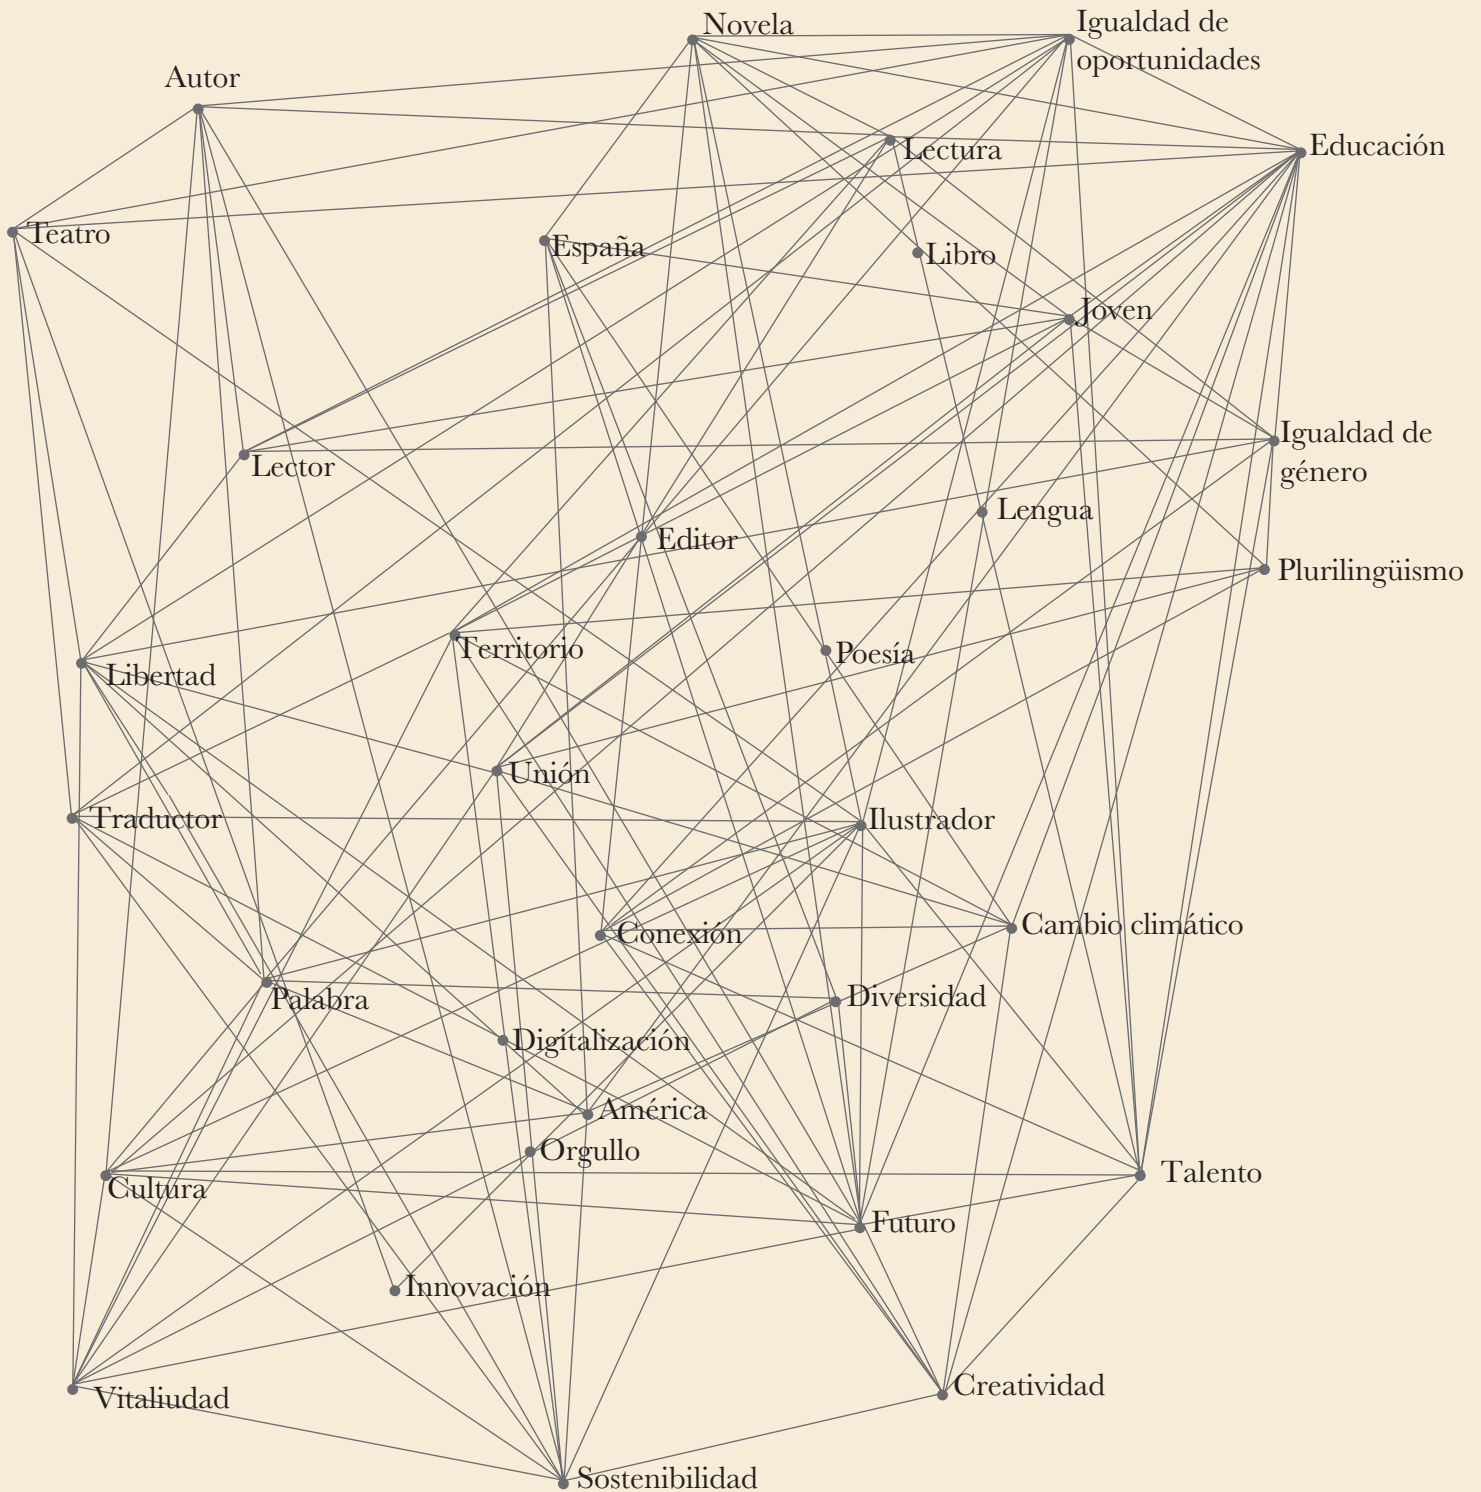 Novela
Igualdad de
oportunidades
Autor
Educación
Lectura
Teatro
España
Libro
Joven
Igualdad de
género
Lector
Lengua
Editor
Plurilingüismo
Territorio
Poesía
Libertad
Unión
Traductor
Ilustrador
Conexión
Cambio climático
Palabra
Diversidad
Digitalización
América
Orgullo
Cultura
Talento
Futuro
Innovación
Vitaliudad
Creatividad
Sostenibilidad